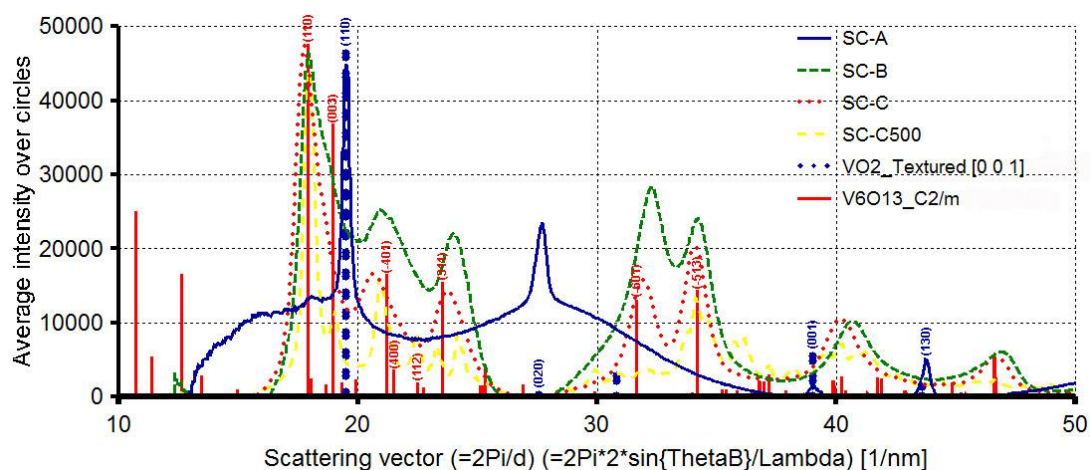 50000
40000
30000
20000
10000
0
Average intensity over circles
10
20
30
40
50
Scattering vector (=2Pi/d) (=2Pi*2*sin{ThetaB}/Lambda) [1/nm]
(110)
(003)
(110)
(-401)
(400)
(112)
(020)
(-601)
(-513)
(001)
(130)
SC-A
SC-B
SC-C
SC-C500
VO2_Textured [0 0 1]
V6O13_C2/m